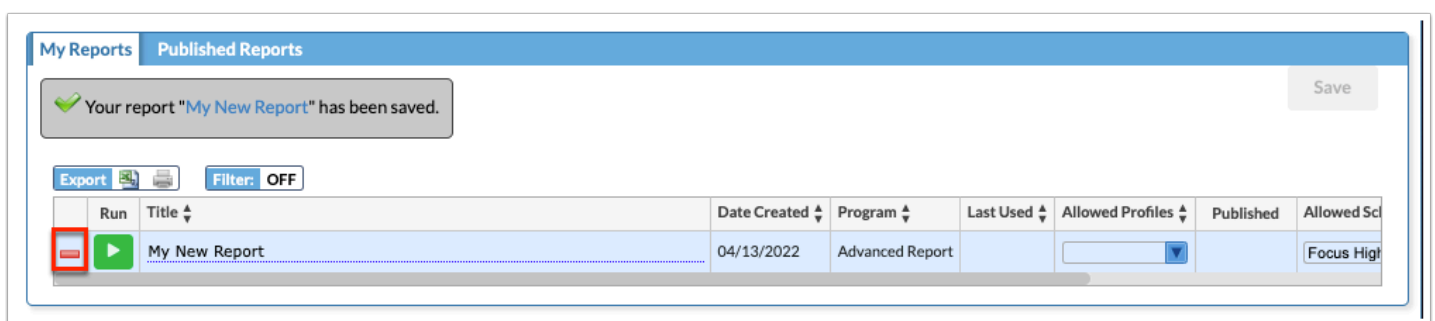 My Reports Published Reports
Save
Your report "My New Report" has been saved.
Export Filter: OFF
Run Title Date Created Program Last Used Allowed Profiles Published Allowed Scl
My New Report 04/13/2022 Advanced Report Focus High